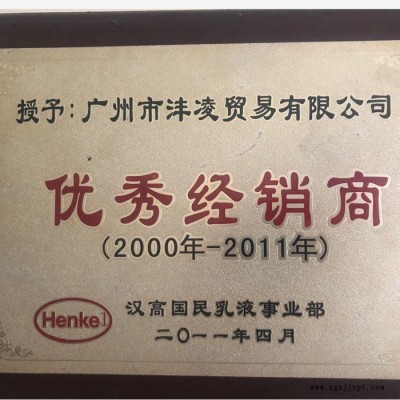 授予:广州市沣凌贸易有限公司
优秀经销商
(2000年-2011年)
Henkel
汉高国民乳液事业部
二〇一一年四月